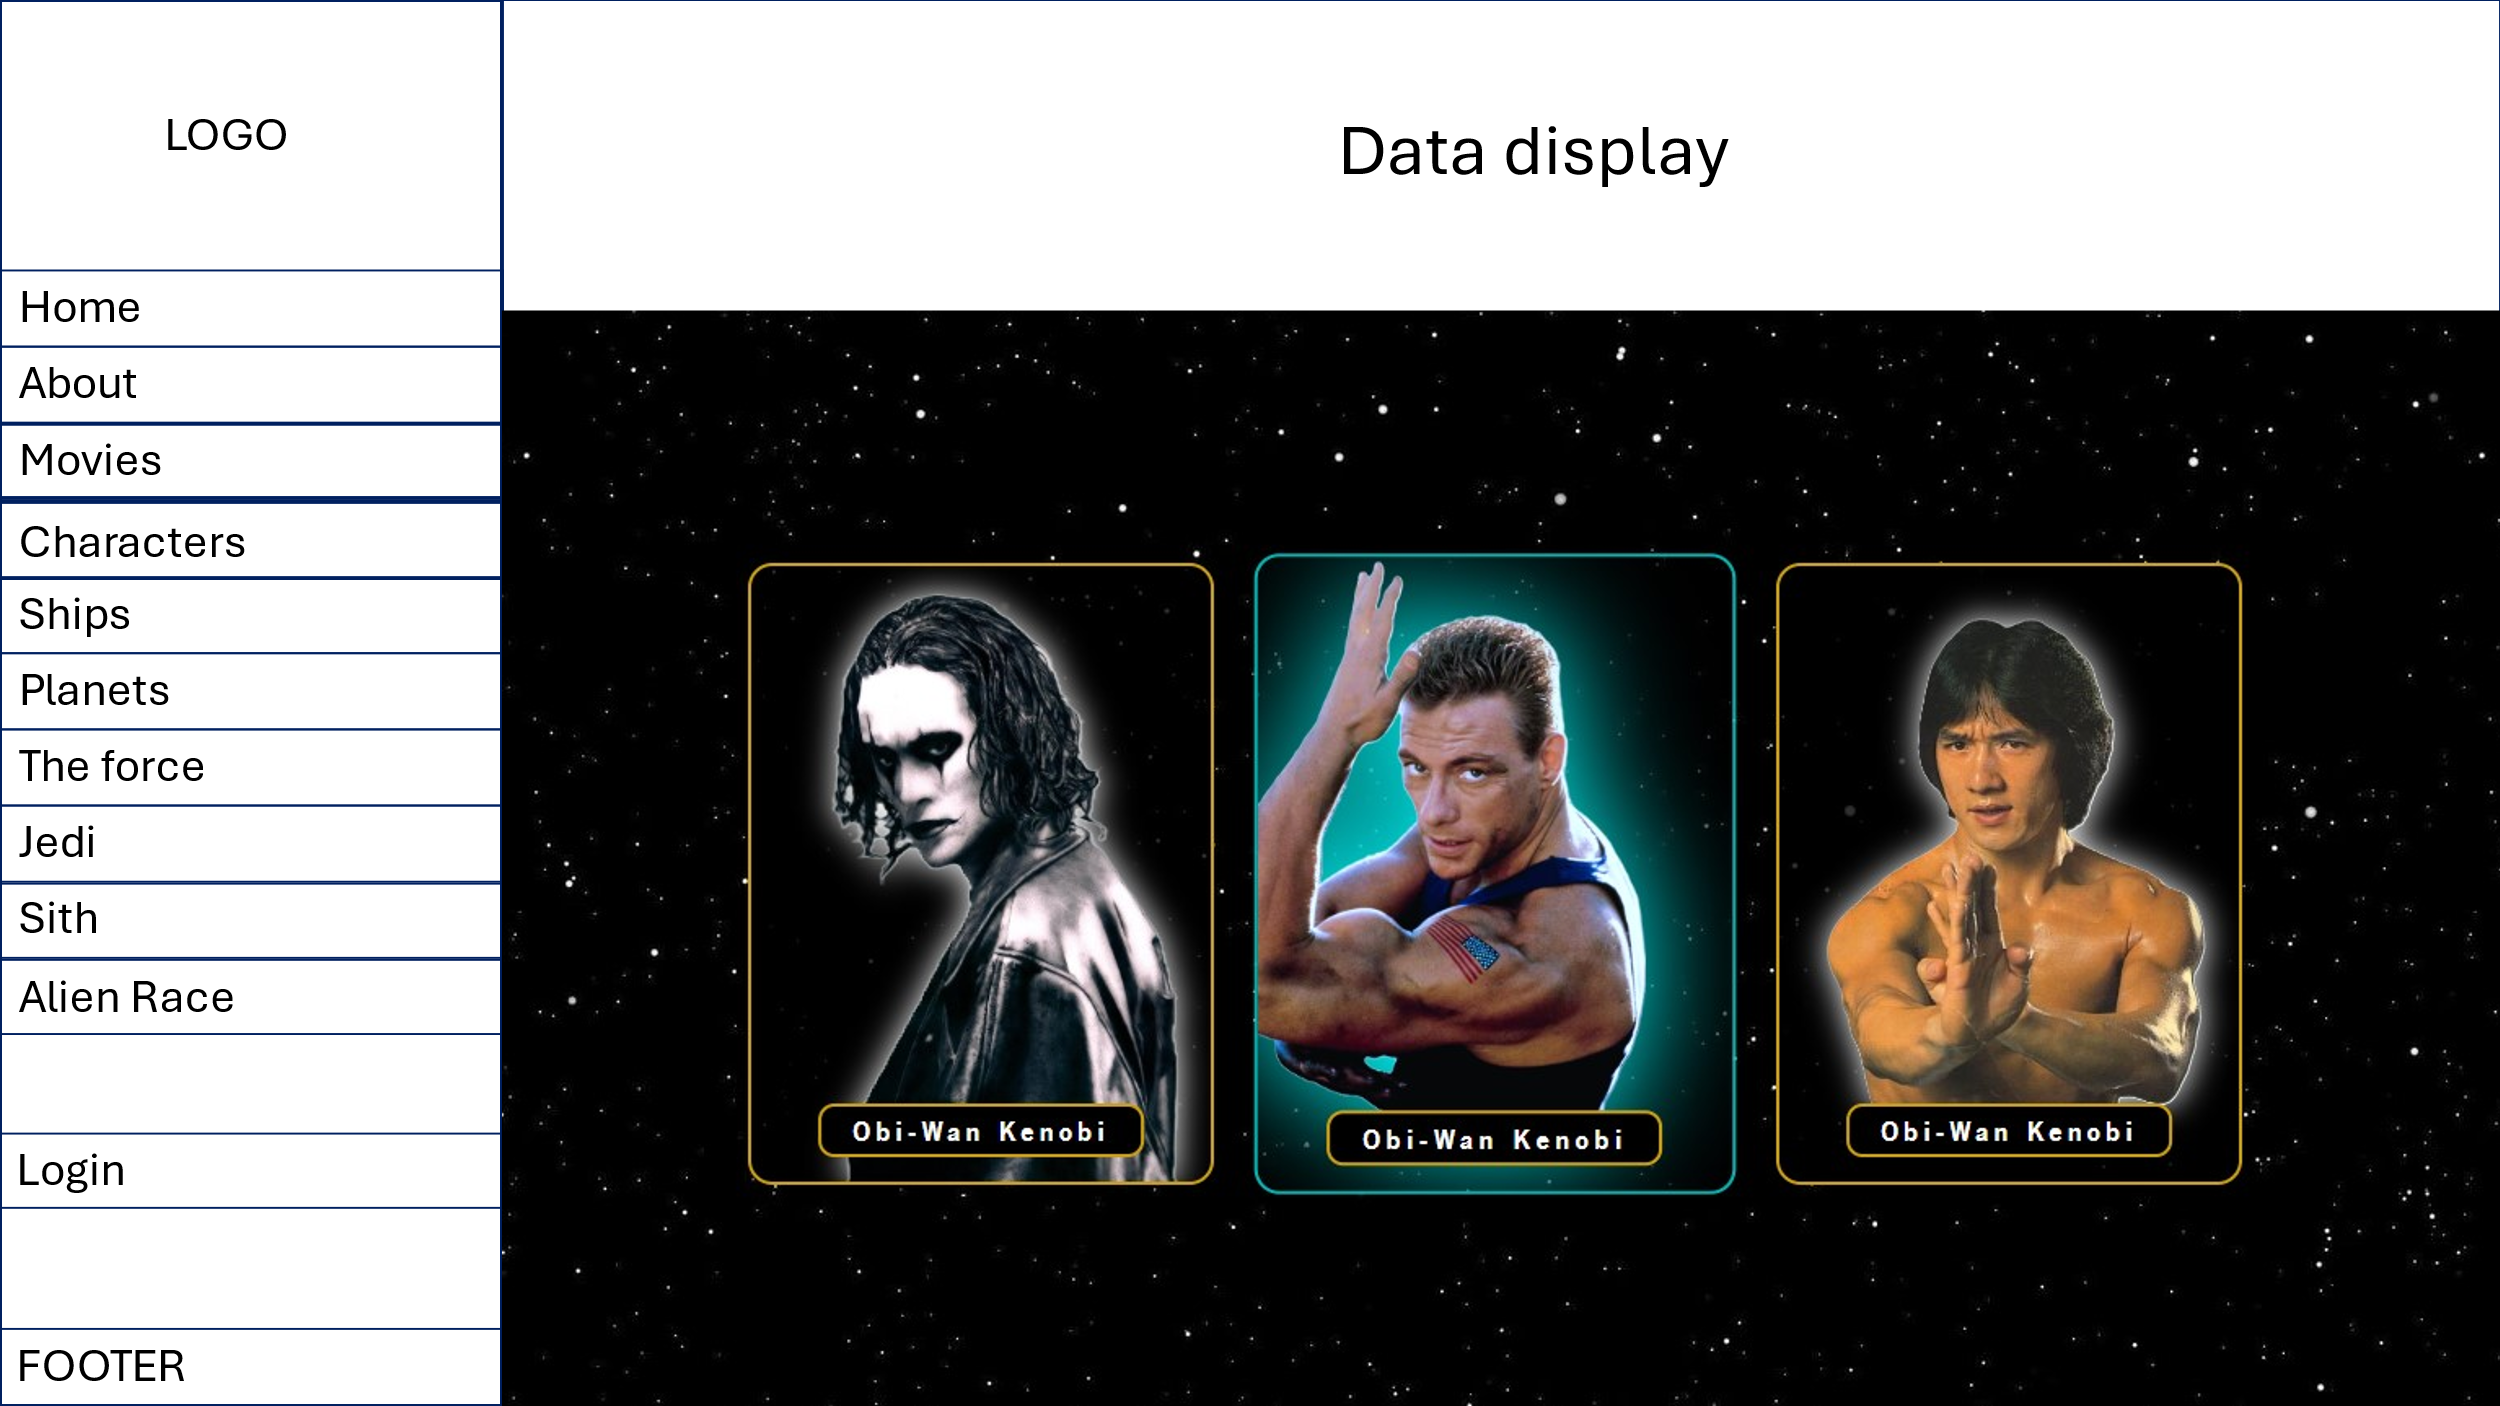 LOGO
Data display
Home
About
Movies
Characters
Ships
Planets
The force
Jedi
Sith
Alien Race
Login
FOOTER
Obi-Wan Kenobi
Obi-Wan Kenobi
Obi-Wan Kenobi